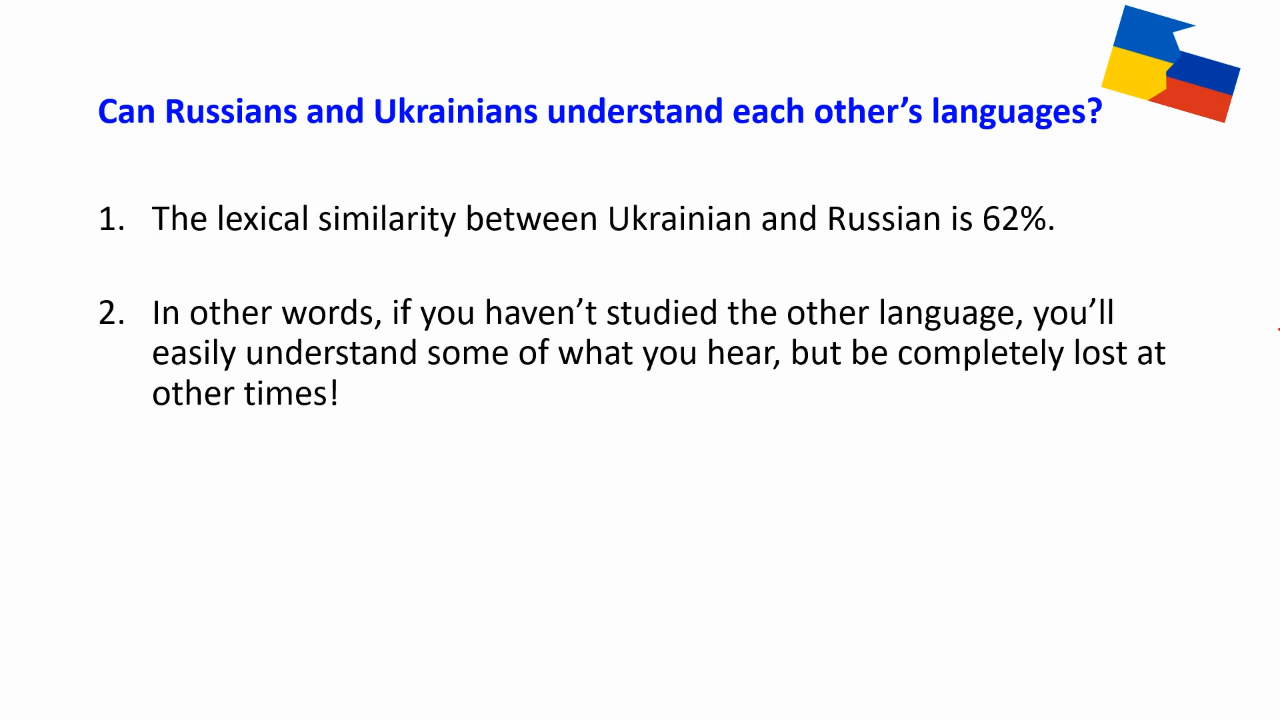 Can Russians and Ukrainians understand each other’s languages?
1. The lexical similarity between Ukrainian and Russian is 62%.
2. In other words, if you haven’t studied the other language, you’ll
easily understand some of what you hear, but be completely lost at
other times!